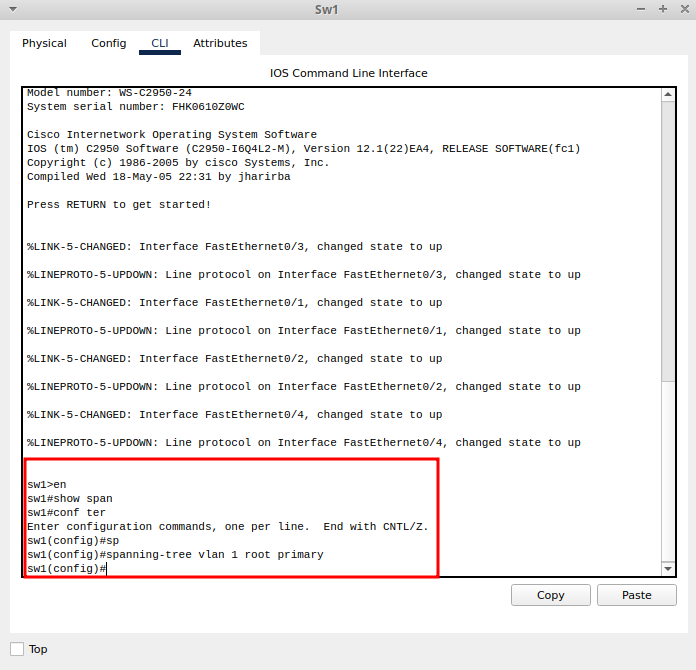 Sw1
Physical Config CLI Attributes
IOS Command Line Interface
Model number: WS-C2950-24
System serial number: FHK0610Z0WC
Cisco Internetwork Operating System Software
IOS (tm) C2950 Software (C2950-I6Q4L2-M), Version 12.1(22)EA4, RELEASE SOFTWARE(fc1)
Copyright (c) 1986-2005 by cisco Systems, Inc.
Compiled Wed 18-May-05 22:31 by jharirba
Press RETURN to get started!
%LINK-5-CHANGED: Interface FastEthernet0/3, changed state to up
%LINEPROTO-5-UPDOWN: Line protocol on Interface FastEthernet0/3, changed state to up
%LINK-5-CHANGED: Interface FastEthernet0/1, changed state to up
%LINEPROTO-5-UPDOWN: Line protocol on Interface FastEthernet0/1, changed state to up
%LINK-5-CHANGED: Interface FastEthernet0/2, changed state to up
%LINEPROTO-5-UPDOWN: Line protocol on Interface FastEthernet0/2, changed state to up
%LINK-5-CHANGED: Interface FastEthernet0/4, changed state to up
%LINEPROTO-5-UPDOWN: Line protocol on Interface FastEthernet0/4, changed state to up
sw1>en
sw1#show span
sw1#conf ter
Enter configuration commands, one per line.  End with CNTL/Z.
sw1(config)#sp
sw1(config)#spanning-tree vlan 1 root primary
sw1(config)#
Copy Paste
Top